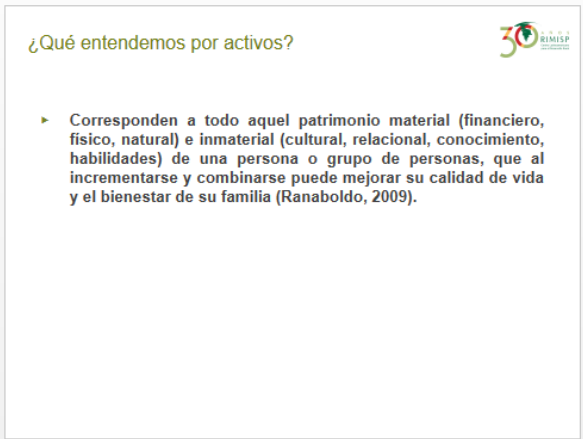 ¿Qué entendemos por activos?
30 AÑOS
RIMISP
► Corresponden a todo aquel patrimonio material (financiero,
físico, natural) e inmaterial (cultural, relacional, conocimiento,
habilidades) de una persona o grupo de personas, que al
incrementarse y combinarse puede mejorar su calidad de vida
y el bienestar de su familia (Ranaboldo, 2009).